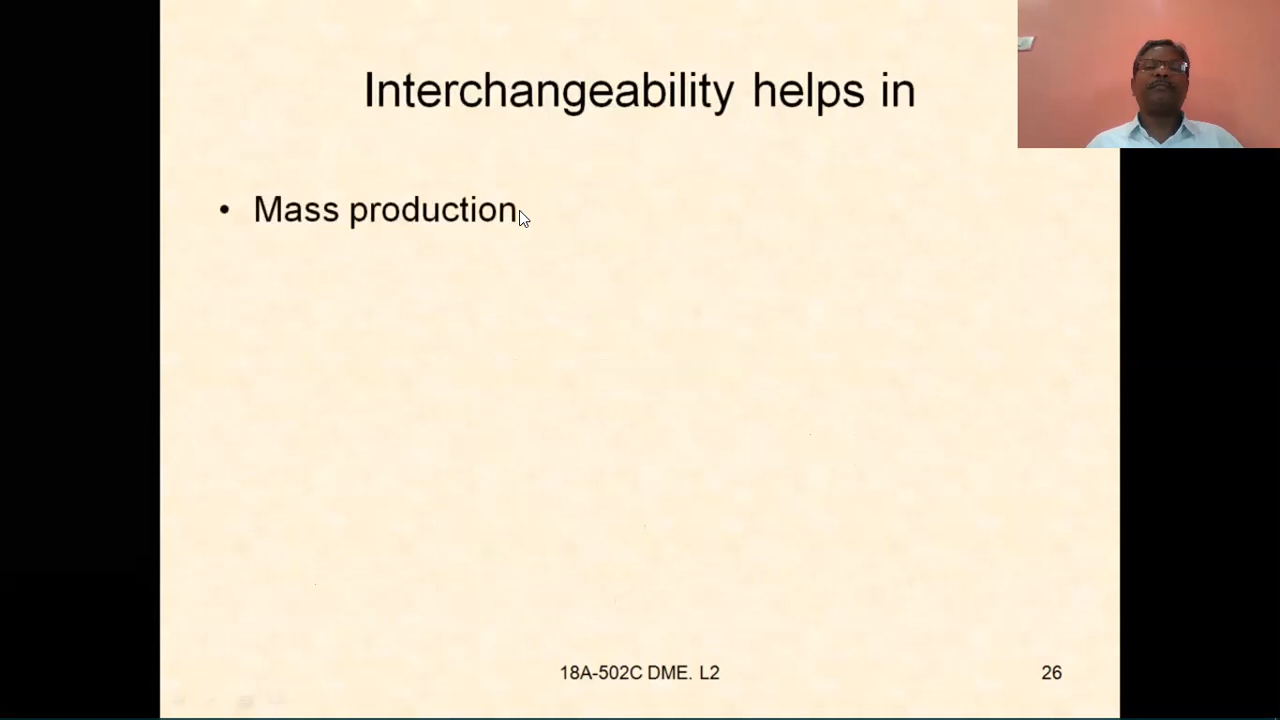 Interchangeability helps in
• Mass production
18A-502C DME. L2
26